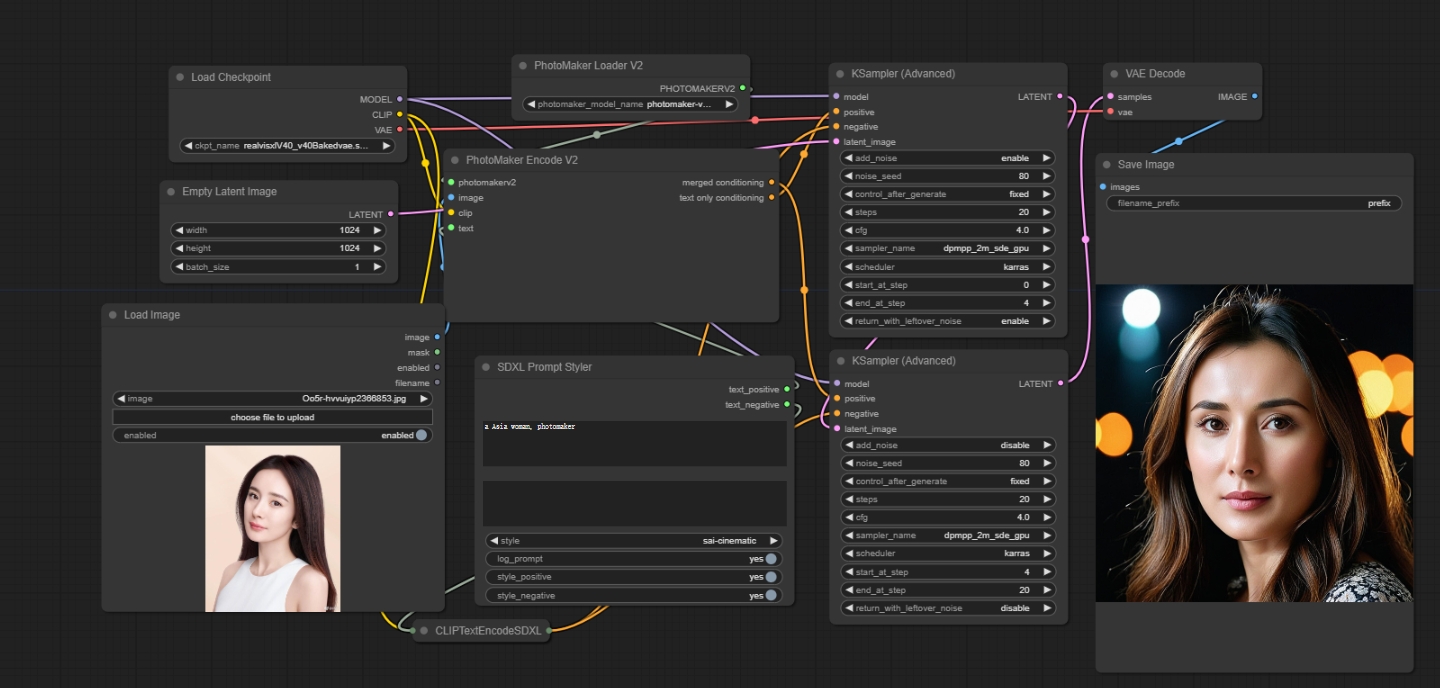 Load Checkpoint
MODEL
CLIP
VAE
ckpt_name realvisxlV40_v40Bakedvae.s...
PhotoMaker Loader V2
PHOTOMAKERV2
photomaker_model_name photomaker-v...
Empty Latent Image
LATENT
width 1024
height 1024
batch_size 1
PhotoMaker Encode V2
photomakerv2 merged conditioning
image text only conditioning
clip
text
Load Image
image
mask
enabled
filename
image Oo5r-hvvuiyp2366853.jpg
choose file to upload
enabled enabled
SDXL Prompt Styler
text_positive
text_negative
a Asia woman, photomaker
style sai-cinematic
log_prompt yes
style_positive yes
style_negative yes
CLIPTextEncodeSDXL
KSampler (Advanced)
model LATENT
positive
negative
latent_image
add_noise enable
noise_seed 80
control_after_generate fixed
steps 20
cfg 4.0
sampler_name dpmpp_2m_sde_gpu
scheduler karras
start_at_step 0
end_at_step 4
return_with_leftover_noise enable
KSampler (Advanced)
model LATENT
positive
negative
latent_image
add_noise disable
noise_seed 80
control_after_generate fixed
steps 20
cfg 4.0
sampler_name dpmpp_2m_sde_gpu
scheduler karras
start_at_step 4
end_at_step 20
return_with_leftover_noise disable
VAE Decode
samples IMAGE
vae
Save Image
images
filename_prefix prefix